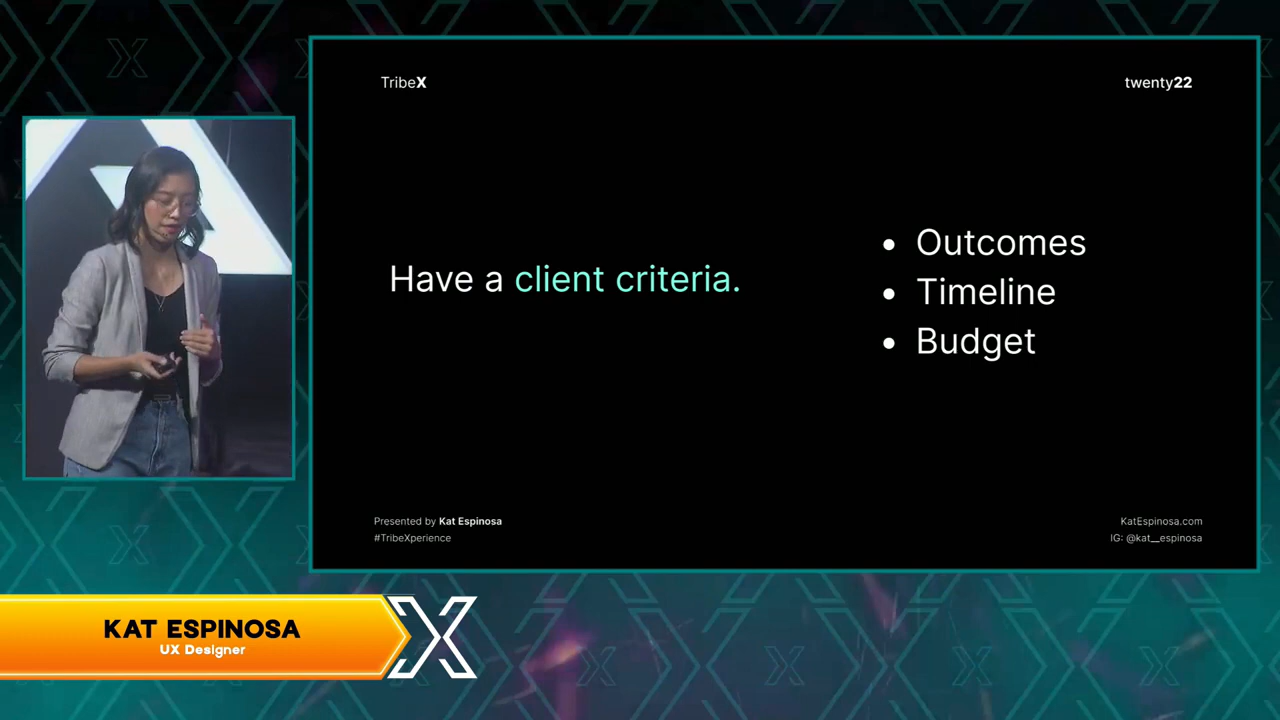 TribeX
twenty22
Have a client criteria.
• Outcomes
• Timeline
• Budget
Presented by Kat Espinosa
#TribeXperience
KatEspinosa.com
IG: @kat__espinosa
KAT ESPINOSA
UX Designer
X